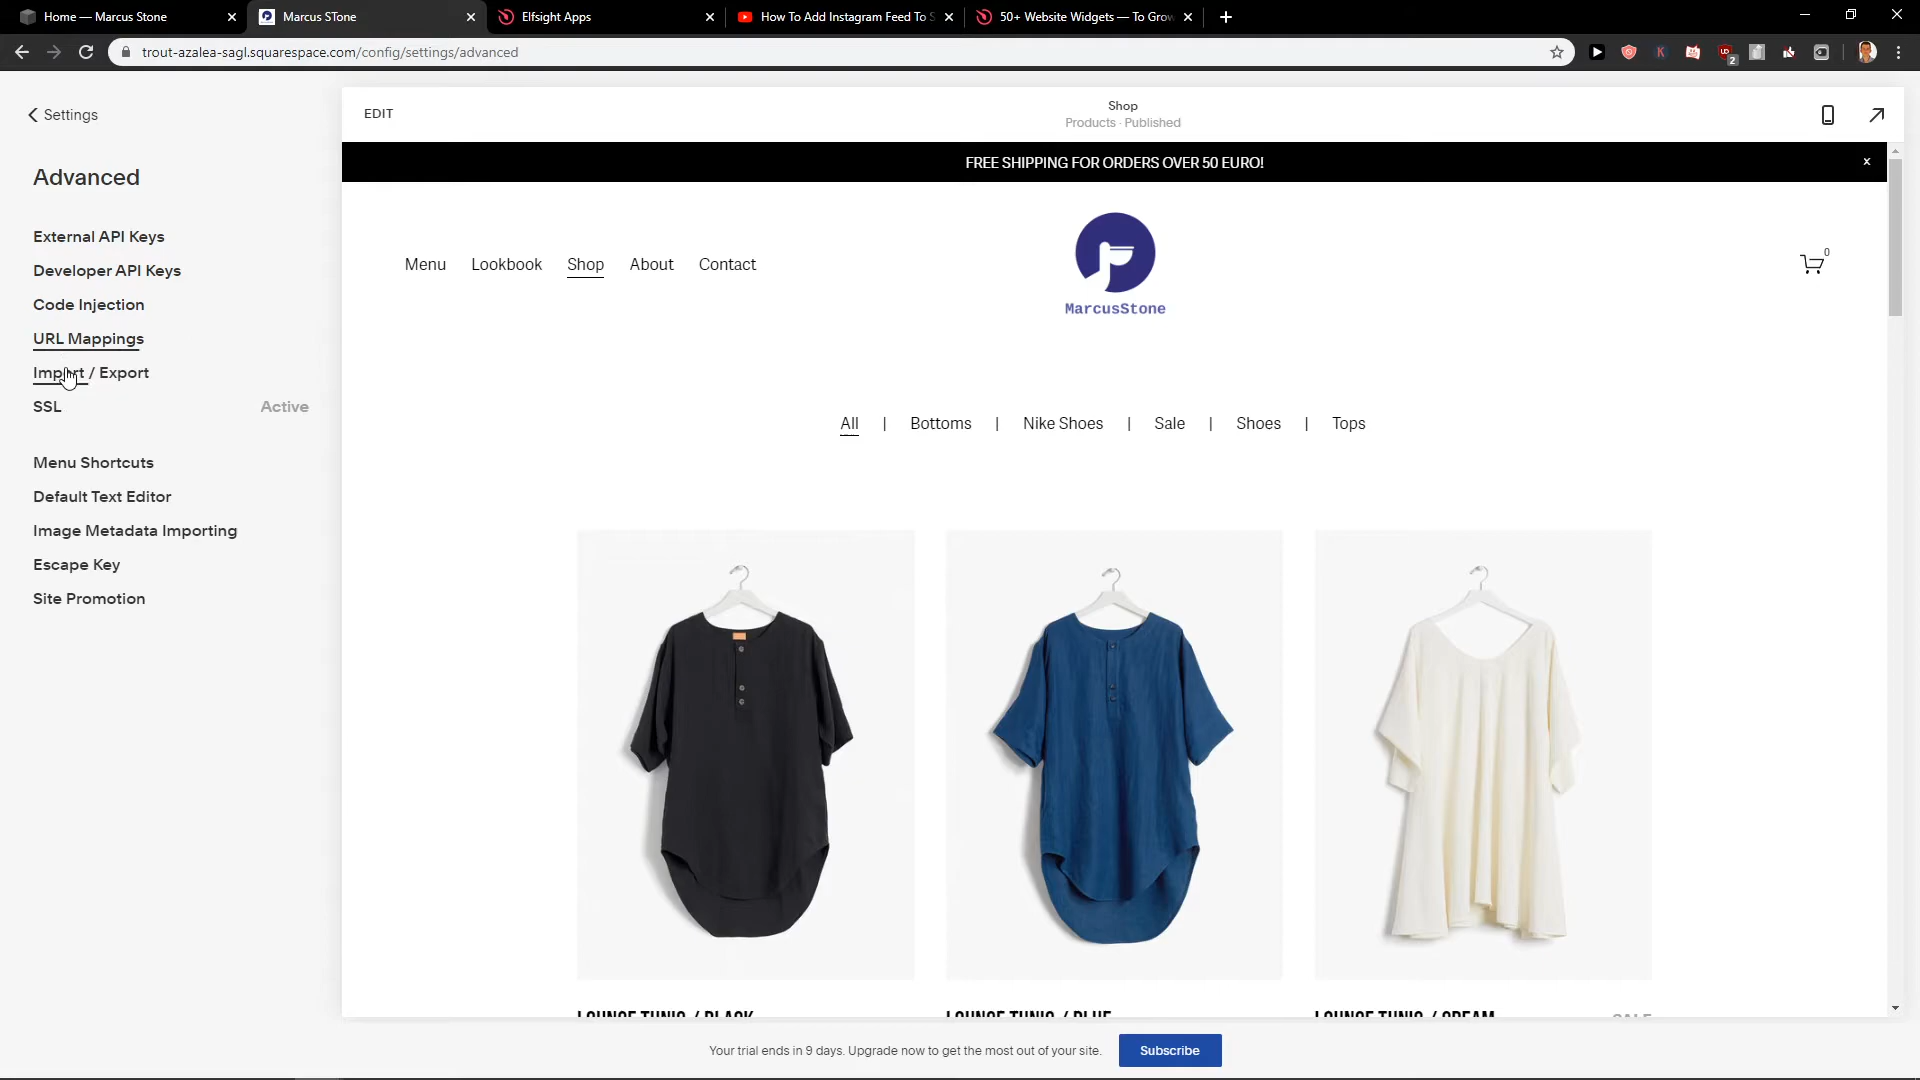 Home — Marcus Stone
Marcus STone
Elfsight Apps
How To Add Instagram Feed To S
50+ Website Widgets — To Grow
trout-azalea-sagl.squarespace.com/config/settings/advanced
2
Settings
EDIT
Shop
Products · Published
FREE SHIPPING FOR ORDERS OVER 50 EURO!
x
Advanced
External API Keys
Developer API Keys
Code Injection
URL Mappings
Import / Export
SSL Active
Menu Shortcuts
Default Text Editor
Image Metadata Importing
Escape Key
Site Promotion
Menu Lookbook Shop About Contact
MarcusStone
0
All | Bottoms | Nike Shoes | Sale | Shoes | Tops
LOUNGE TUNIC / BLACK
LOUNGE TUNIC / BLUE
LOUNGE TUNIC / CREAM
SALE
Your trial ends in 9 days. Upgrade now to get the most out of your site.
Subscribe